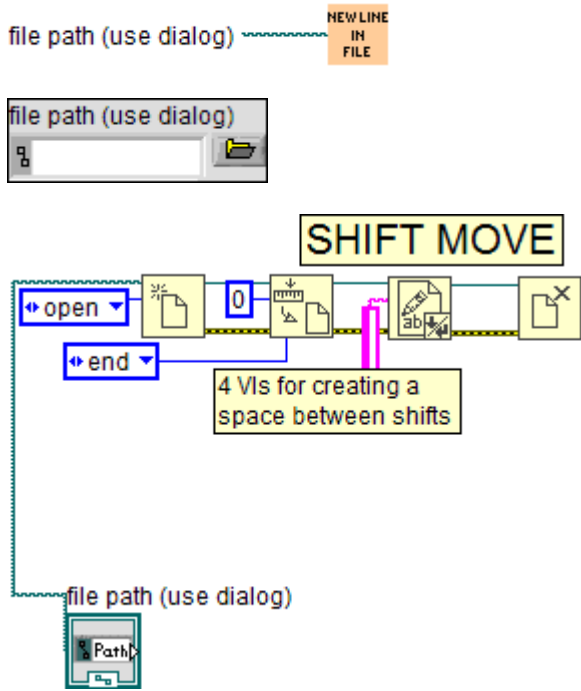 file path (use dialog)
NEW LINE
IN
FILE
file path (use dialog)
SHIFT MOVE
open
0
ab
end
4 VIs for creating a
space between shifts
file path (use dialog)
Path